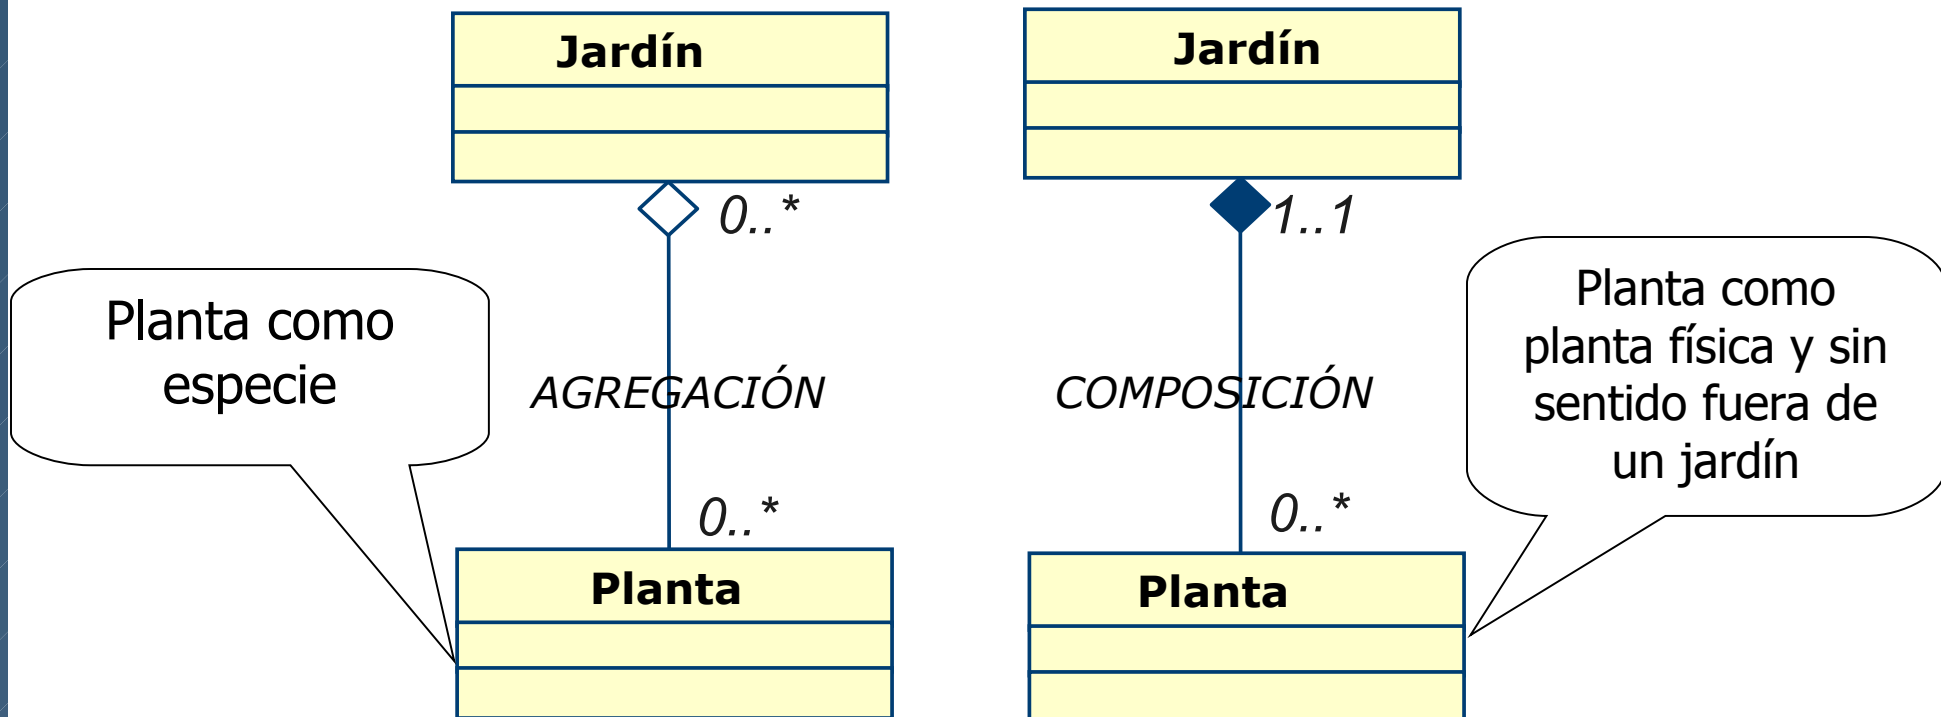 Jardín
0..*
Planta como
especie
AGREGACIÓN
0..*
Planta
Jardín
1..1
Planta como
planta física y sin
sentido fuera de
un jardín
COMPOSICIÓN
0..*
Planta